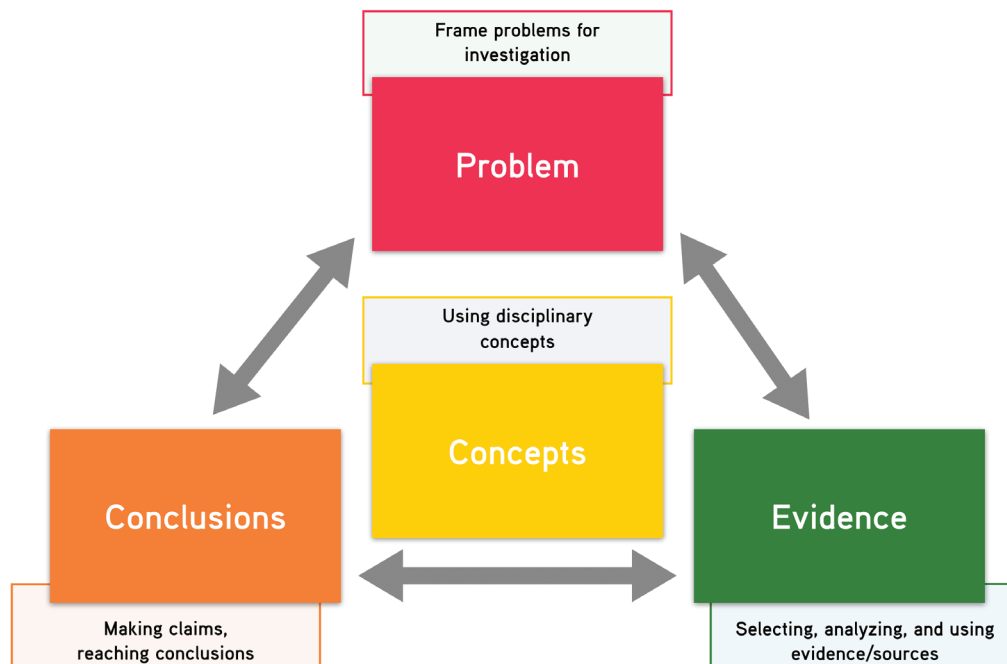 Frame problems for
investigation
Problem
Using disciplinary
concepts
Concepts
Conclusions
Evidence
Making claims,
reaching conclusions
Selecting, analyzing, and using
evidence/sources